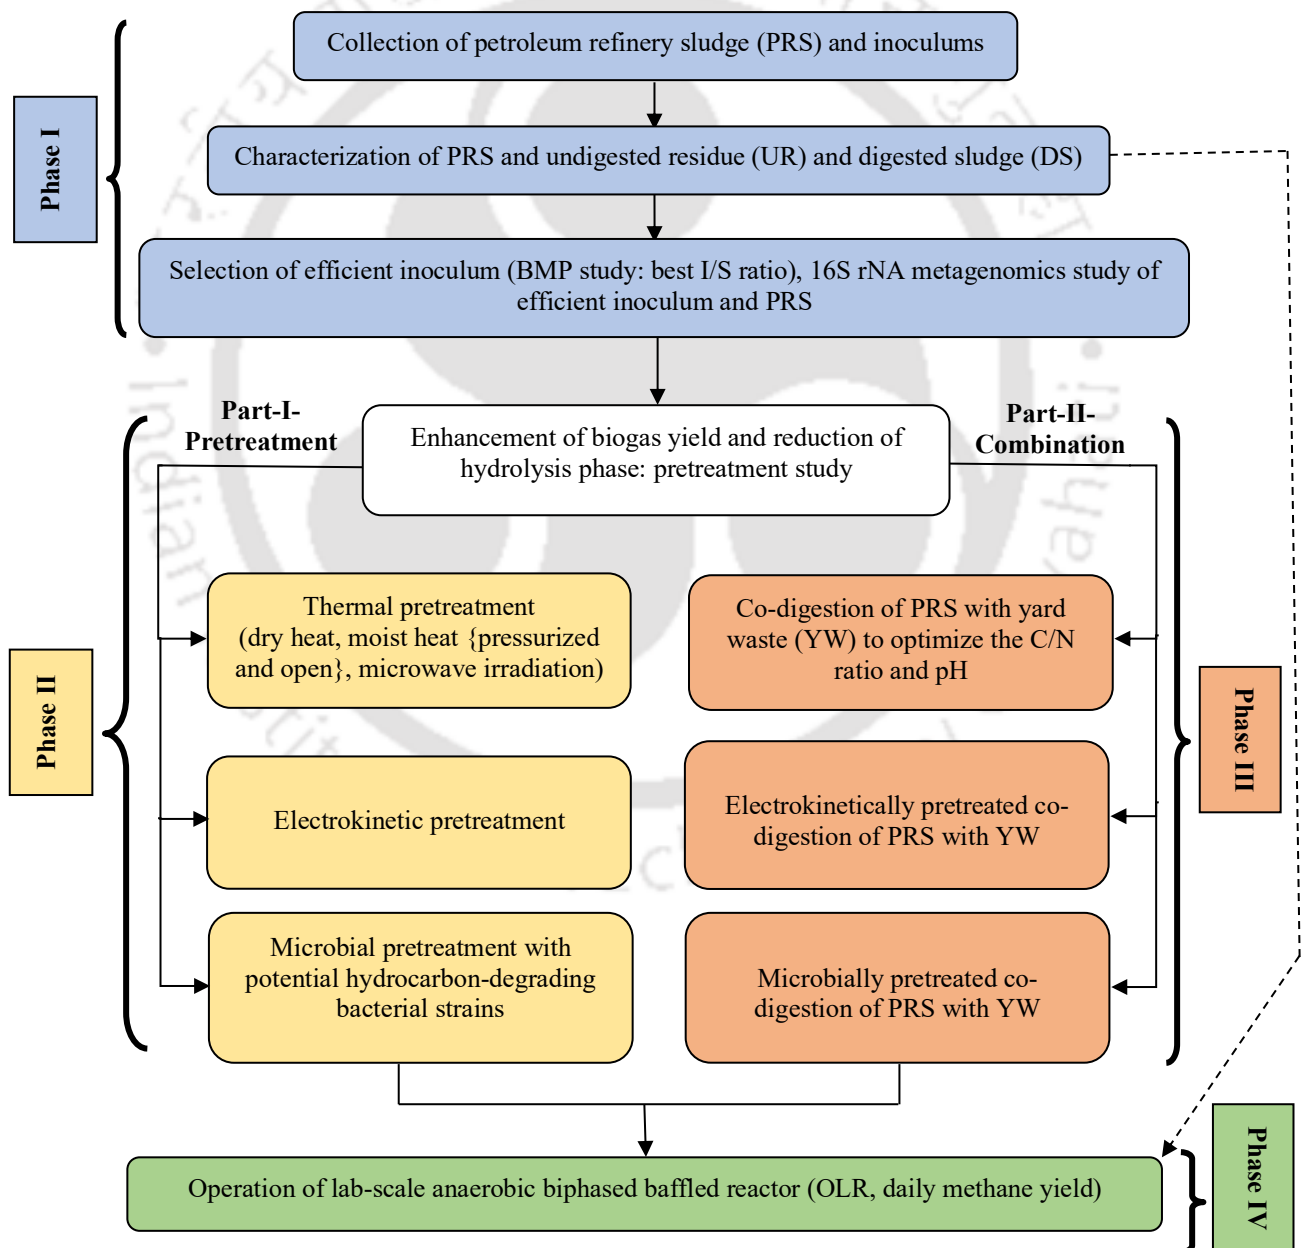 Collection of petroleum refinery sludge (PRS) and inoculums
Phase I
Characterization of PRS and undigested residue (UR) and digested sludge (DS)
Selection of efficient inoculum (BMP study: best I/S ratio), 16S rNA metagenomics study of
efficient inoculum and PRS
Part-I-
Pretreatment
Enhancement of biogas yield and reduction of
hydrolysis phase: pretreatment study
Part-II-
Combination
Phase II
Thermal pretreatment
(dry heat, moist heat {pressurized
and open}, microwave irradiation)
Electrokinetic pretreatment
Microbial pretreatment with
potential hydrocarbon-degrading
bacterial strains
Co-digestion of PRS with yard
waste (YW) to optimize the C/N
ratio and pH
Electrokinetically pretreated co-
digestion of PRS with YW
Microbially pretreated co-
digestion of PRS with YW
Phase III
Operation of lab-scale anaerobic biphased baffled reactor (OLR, daily methane yield)
Phase IV
Indian